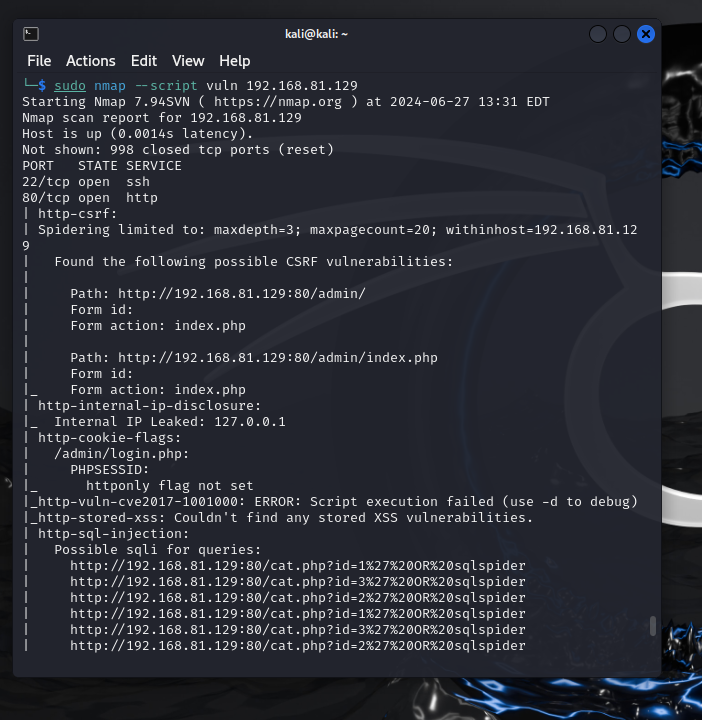 kali@kali: ~
File Actions Edit View Help
└─$ sudo nmap --script vuln 192.168.81.129
Starting Nmap 7.94SVN ( https://nmap.org ) at 2024-06-27 13:31 EDT
Nmap scan report for 192.168.81.129
Host is up (0.0014s latency).
Not shown: 998 closed tcp ports (reset)
PORT   STATE SERVICE
22/tcp open  ssh
80/tcp open  http
| http-csrf:
| Spidering limited to: maxdepth=3; maxpagecount=20; withinhost=192.168.81.12
9
|   Found the following possible CSRF vulnerabilities:
|
|     Path: http://192.168.81.129:80/admin/
|     Form id:
|     Form action: index.php
|
|     Path: http://192.168.81.129:80/admin/index.php
|     Form id:
|_    Form action: index.php
| http-internal-ip-disclosure:
|_  Internal IP Leaked: 127.0.0.1
| http-cookie-flags:
|   /admin/login.php:
|     PHPSESSID:
|_      httponly flag not set
|_http-vuln-cve2017-1001000: ERROR: Script execution failed (use -d to debug)
|_http-stored-xss: Couldn't find any stored XSS vulnerabilities.
| http-sql-injection:
|   Possible sqli for queries:
|     http://192.168.81.129:80/cat.php?id=1%27%20OR%20sqlspider
|     http://192.168.81.129:80/cat.php?id=3%27%20OR%20sqlspider
|     http://192.168.81.129:80/cat.php?id=2%27%20OR%20sqlspider
|     http://192.168.81.129:80/cat.php?id=1%27%20OR%20sqlspider
|     http://192.168.81.129:80/cat.php?id=3%27%20OR%20sqlspider
|     http://192.168.81.129:80/cat.php?id=2%27%20OR%20sqlspider